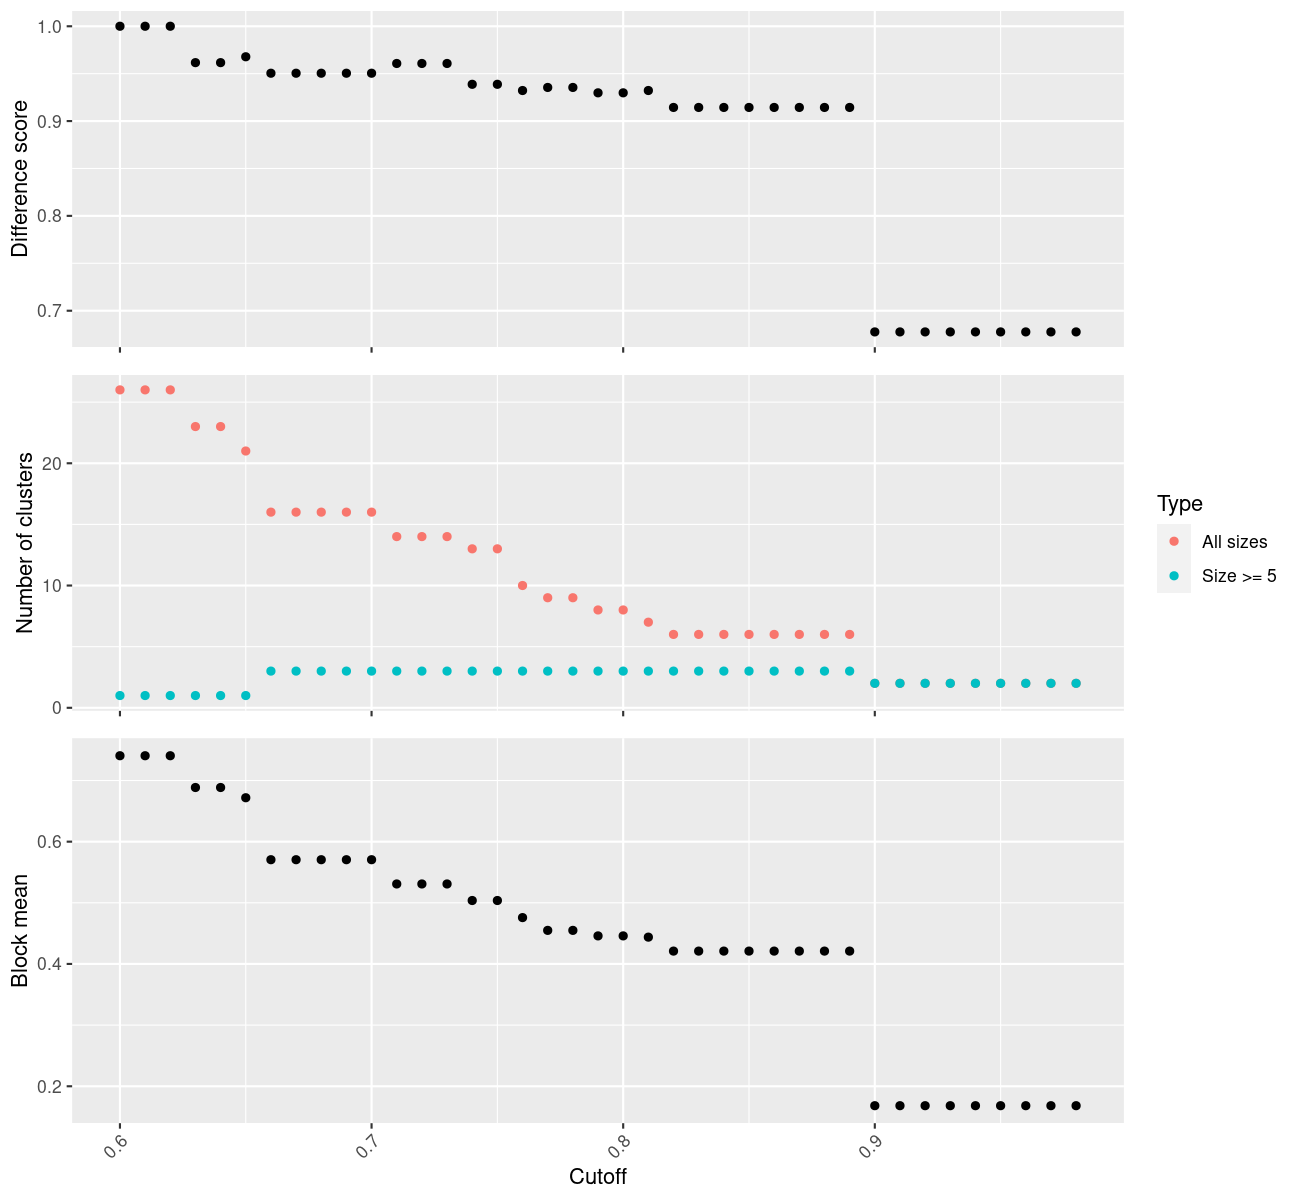 Difference score
1.0
0.9
0.8
0.7
Number of clusters
20
10
0
Type
All sizes
Size >= 5
Block mean
0.6
0.4
0.2
0.6
0.7
0.8
0.9
Cutoff